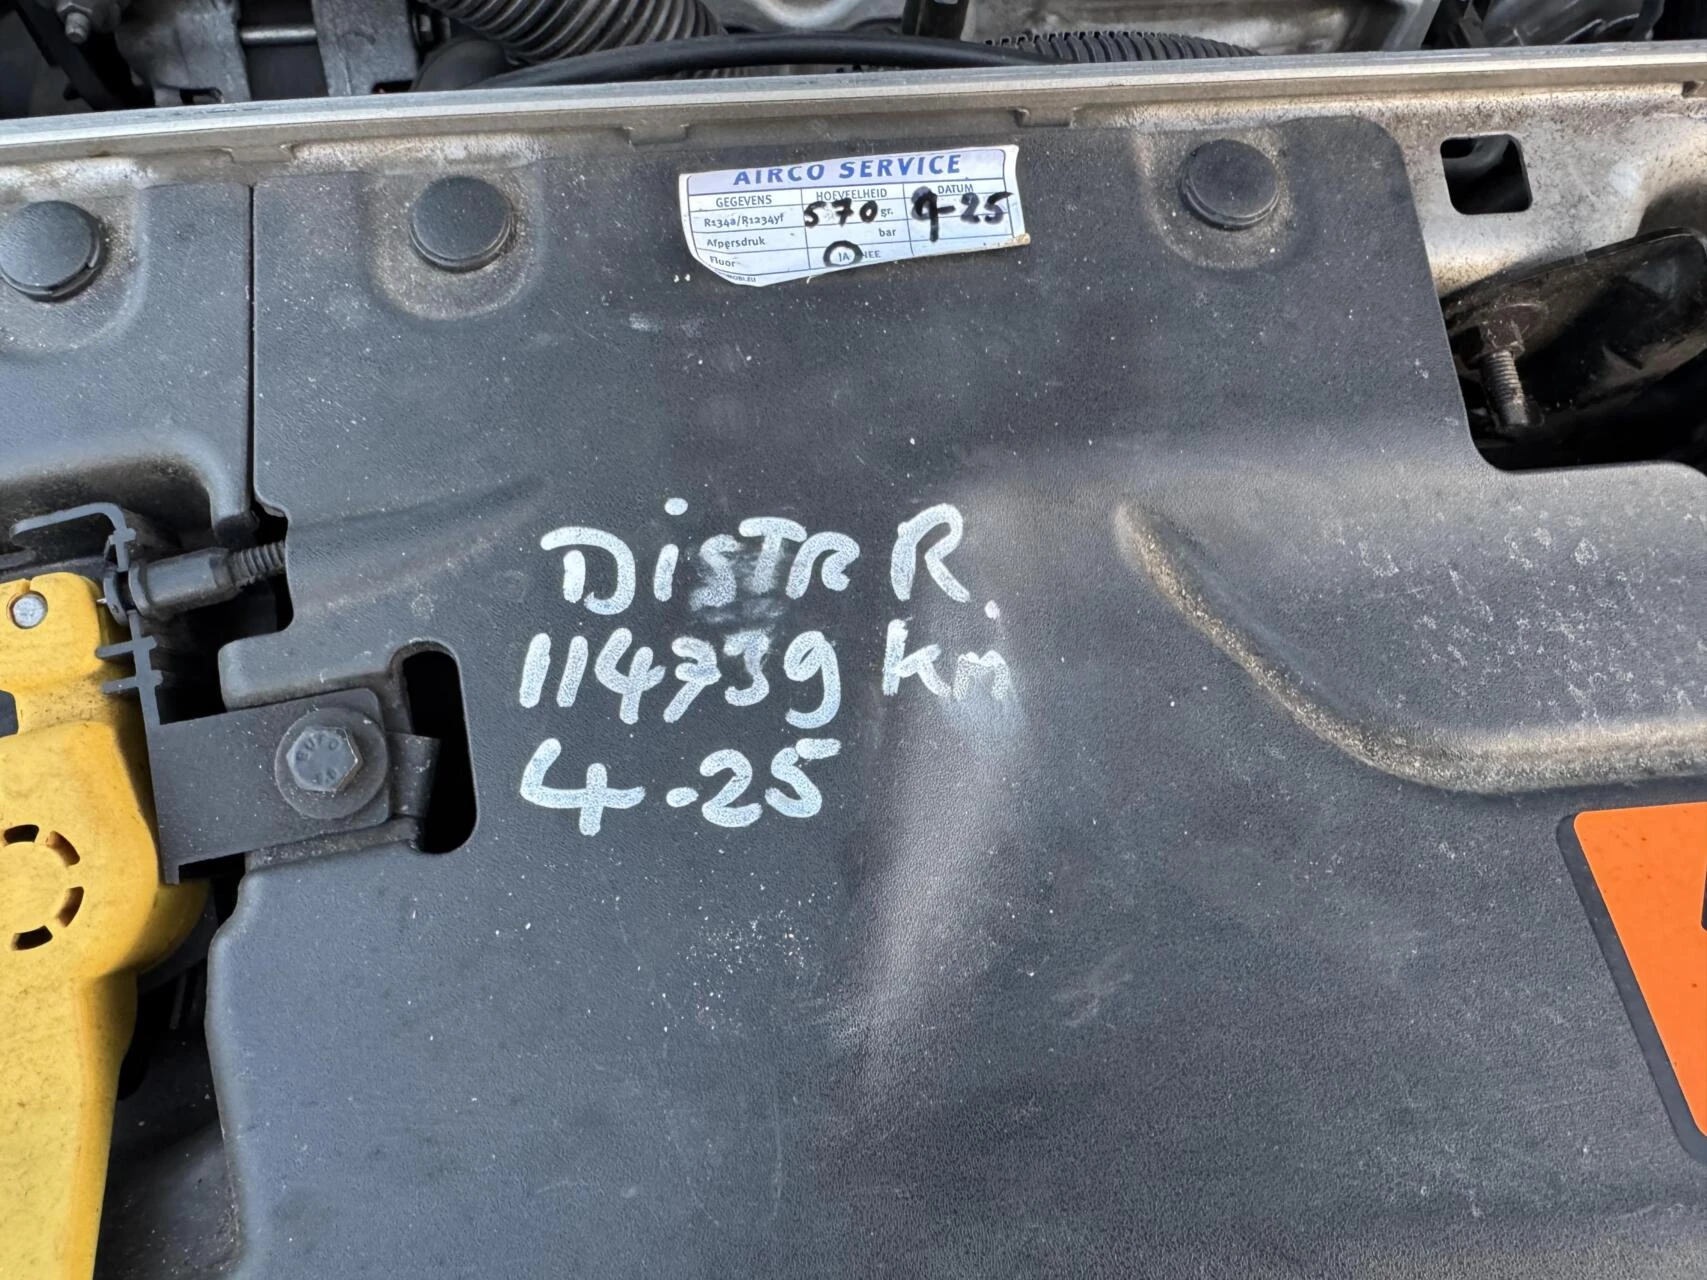 AIRCO SERVICE
GEGEVENS HOEVEELHEID DATUM
R134a/R1234yf 570 gr. 4-25
Afpersdruk bar
Fluor JA NEE
DiSTR R.
114739 km
4-25